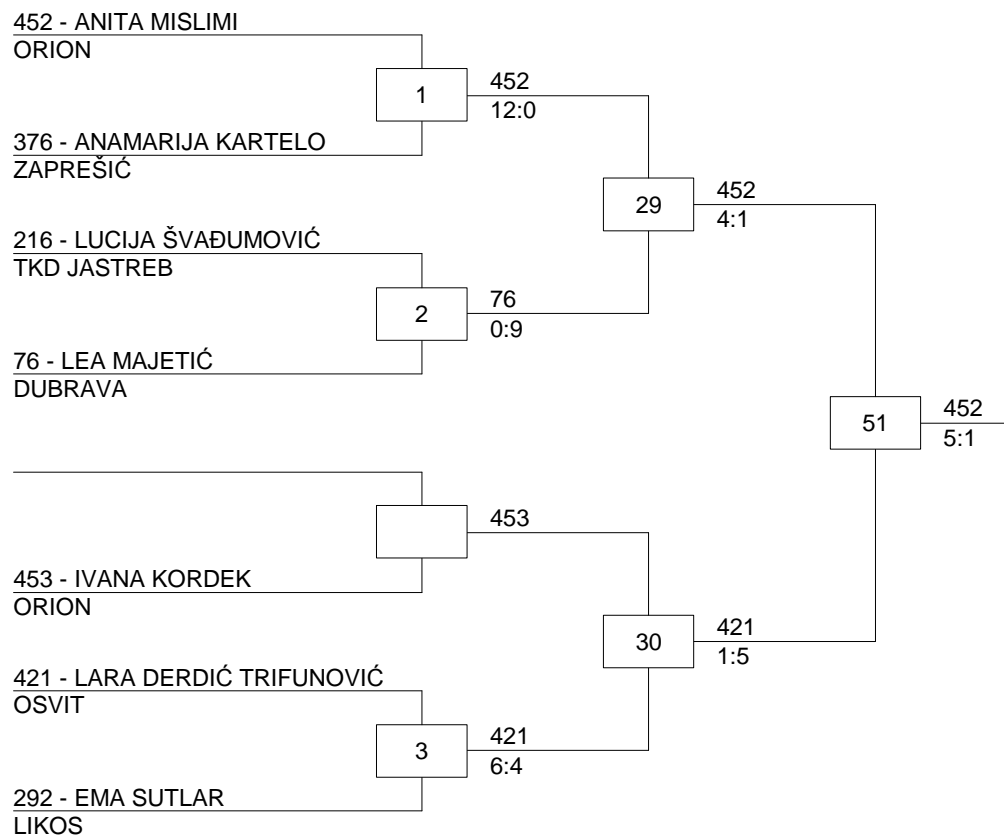 452 - ANITA MISLIMI
ORION
1
452
12:0
376 - ANAMARIJA KARTELO
ZAPREŠIĆ
29
452
4:1
216 - LUCIJA ŠVAĐUMOVIĆ
TKD JASTREB
2
76
0:9
76 - LEA MAJETIĆ
DUBRAVA
51
452
5:1
453
453 - IVANA KORDEK
ORION
30
421
1:5
421 - LARA DERDIĆ TRIFUNOVIĆ
OSVIT
3
421
6:4
292 - EMA SUTLAR
LIKOS